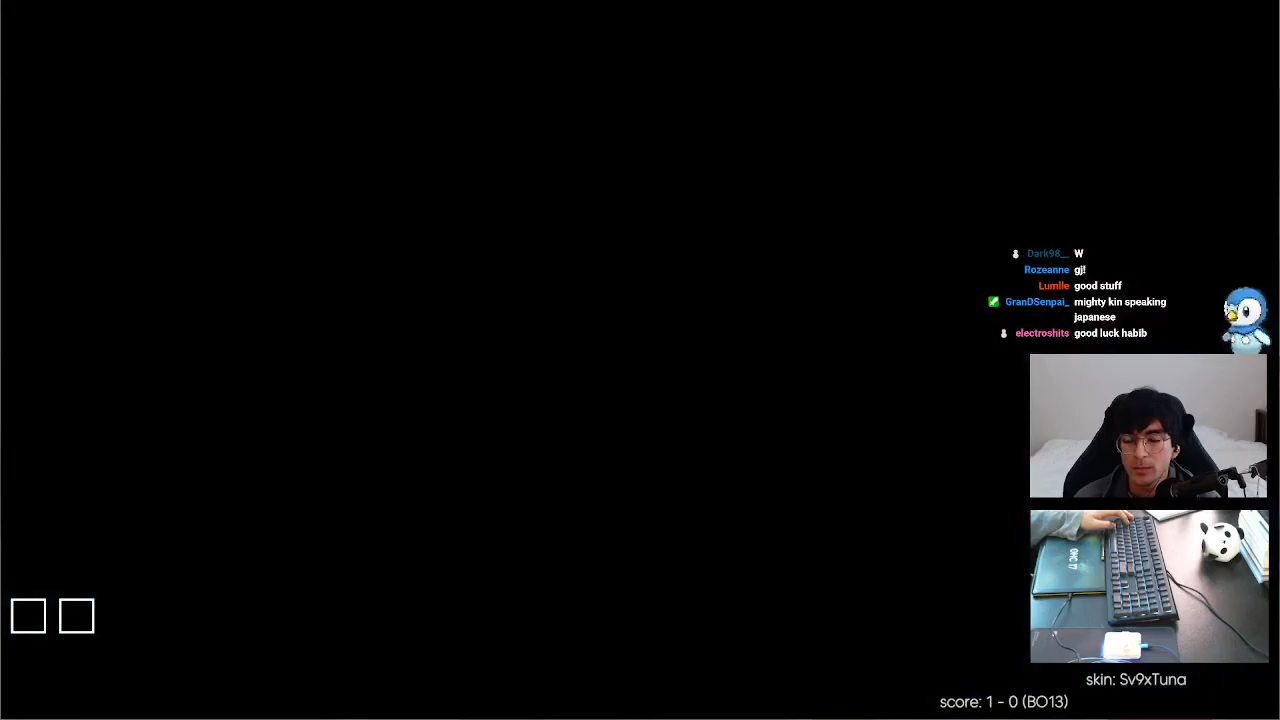 Dark98__ W
Rozeanne gj!
Lumlle good stuff
GranDSenpai_ mighty kin speaking
japanese
electroshits good luck habib
skin: Sv9xTuna
score: 1 - 0 (BO13)